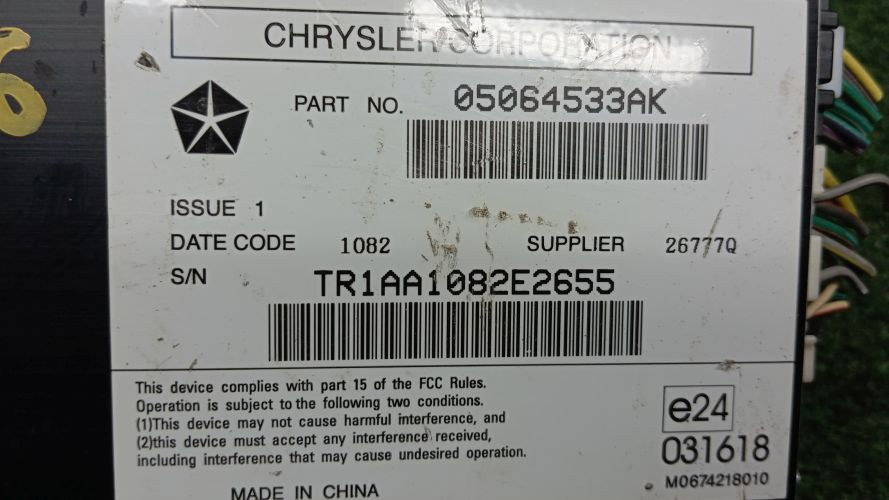 CHRYSLER CORPORATION
PART NO. 05064533AK
ISSUE 1
DATE CODE 1082 SUPPLIER 26777Q
S/N TR1AA1082E2655
This device complies with part 15 of the FCC Rules.
Operation is subject to the following two conditions.
(1)This device may not cause harmful interference, and
(2)this device must accept any interference received,
including interference that may cause undesired operation.
e24
031618
M0674218010
MADE IN CHINA